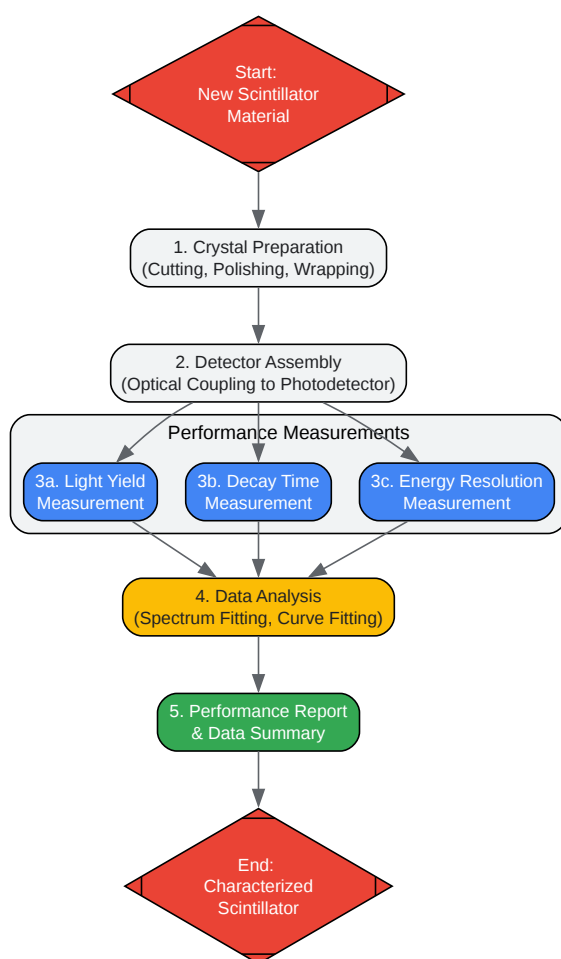 Start:
New Scintillator
Material
1. Crystal Preparation
(Cutting, Polishing, Wrapping)
2. Detector Assembly
(Optical Coupling to Photodetector)
Performance Measurements
3a. Light Yield
Measurement
3b. Decay Time
Measurement
3c. Energy Resolution
Measurement
4. Data Analysis
(Spectrum Fitting, Curve Fitting)
5. Performance Report
& Data Summary
End:
Characterized
Scintillator